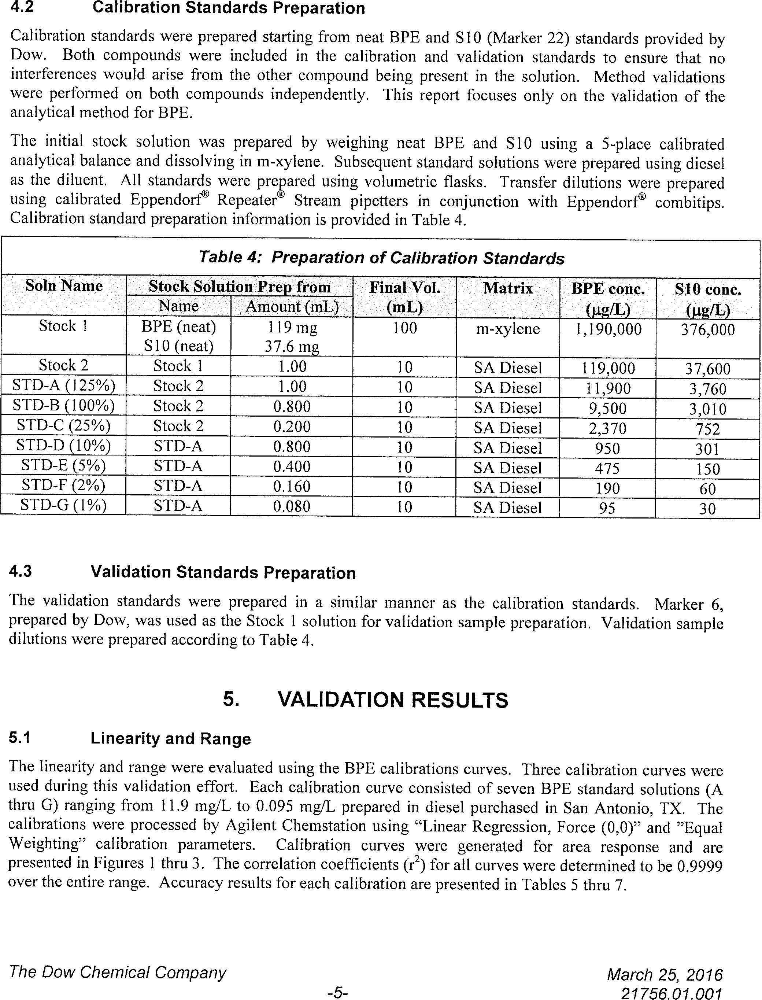 4.2 Calibration Standards Preparation
Calibration standards were prepared starting from neat BPE and S10 (Marker 22) standards provided by
Dow. Both compounds were included in the calibration and validation standards to ensure that no
interferences would arise from the other compound being present in the solution. Method validations
were performed on both compounds independently. This report focuses only on the validation of the
analytical method for BPE.
The initial stock solution was prepared by weighing neat BPE and S10 using a 5-place calibrated
analytical balance and dissolving in m-xylene. Subsequent standard solutions were prepared using diesel
as the diluent. All standards were prepared using volumetric flasks. Transfer dilutions were prepared
using calibrated Eppendorf® Repeater® Stream pipetters in conjunction with Eppendorf® combitips.
Calibration standard preparation information is provided in Table 4.
Table 4: Preparation of Calibration Standards
Soln Name Stock Solution Prep from Final Vol. Matrix BPE conc. S10 conc.
Name Amount (mL) (mL) (µg/L) (µg/L)
Stock 1 BPE (neat) 119 mg 100 m-xylene 1,190,000 376,000
S10 (neat) 37.6 mg
Stock 2 Stock 1 1.00 10 SA Diesel 119,000 37,600
STD-A (125%) Stock 2 1.00 10 SA Diesel 11,900 3,760
STD-B (100%) Stock 2 0.800 10 SA Diesel 9,500 3,010
STD-C (25%) Stock 2 0.200 10 SA Diesel 2,370 752
STD-D (10%) STD-A 0.800 10 SA Diesel 950 301
STD-E (5%) STD-A 0.400 10 SA Diesel 475 150
STD-F (2%) STD-A 0.160 10 SA Diesel 190 60
STD-G (1%) STD-A 0.080 10 SA Diesel 95 30
4.3 Validation Standards Preparation
The validation standards were prepared in a similar manner as the calibration standards. Marker 6,
prepared by Dow, was used as the Stock 1 solution for validation sample preparation. Validation sample
dilutions were prepared according to Table 4.
5. VALIDATION RESULTS
5.1 Linearity and Range
The linearity and range were evaluated using the BPE calibrations curves. Three calibration curves were
used during this validation effort. Each calibration curve consisted of seven BPE standard solutions (A
thru G) ranging from 11.9 mg/L to 0.095 mg/L prepared in diesel purchased in San Antonio, TX. The
calibrations were processed by Agilent Chemstation using “Linear Regression, Force (0,0)” and ”Equal
Weighting” calibration parameters. Calibration curves were generated for area response and are
presented in Figures 1 thru 3. The correlation coefficients (r²) for all curves were determined to be 0.9999
over the entire range. Accuracy results for each calibration are presented in Tables 5 thru 7.
The Dow Chemical Company March 25, 2016
-5- 21756.01.001